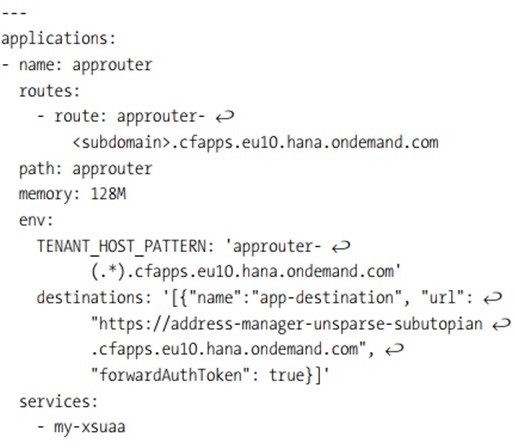 ---
applications:
- name: approuter
  routes:
    - route: approuter- ↩
        <subdomain>.cfapps.eu10.hana.ondemand.com
  path: approuter
  memory: 128M
  env:
    TENANT_HOST_PATTERN: 'approuter- ↩
          (.*).cfapps.eu10.hana.ondemand.com'
    destinations: '[{"name":"app-destination", "url": ↩
          "https://address-manager-unsparse-subutopian ↩
          .cfapps.eu10.hana.ondemand.com", ↩
          "forwardAuthToken": true}]'
  services:
    - my-xsuaa